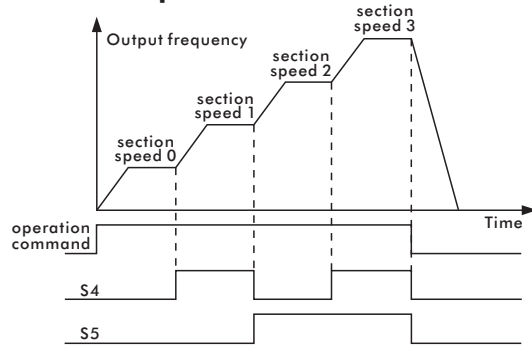 section
speed 3
Output frequency
section
speed 2
section
speed 1
section
speed 0
Time
operation
command
S4
S5